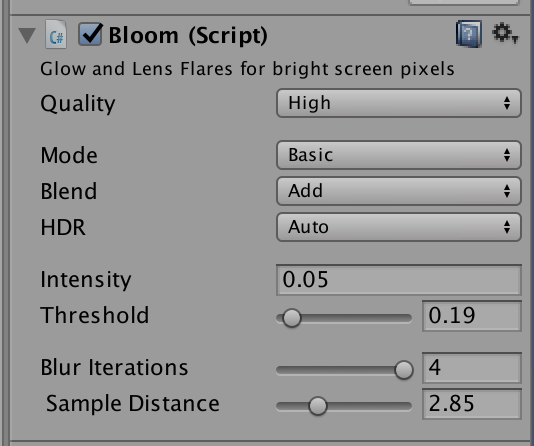 C# Bloom (Script) ?
Glow and Lens Flares for bright screen pixels
Quality High
Mode Basic
Blend Add
HDR Auto
Intensity 0.05
Threshold 0.19
Blur Iterations 4
Sample Distance 2.85